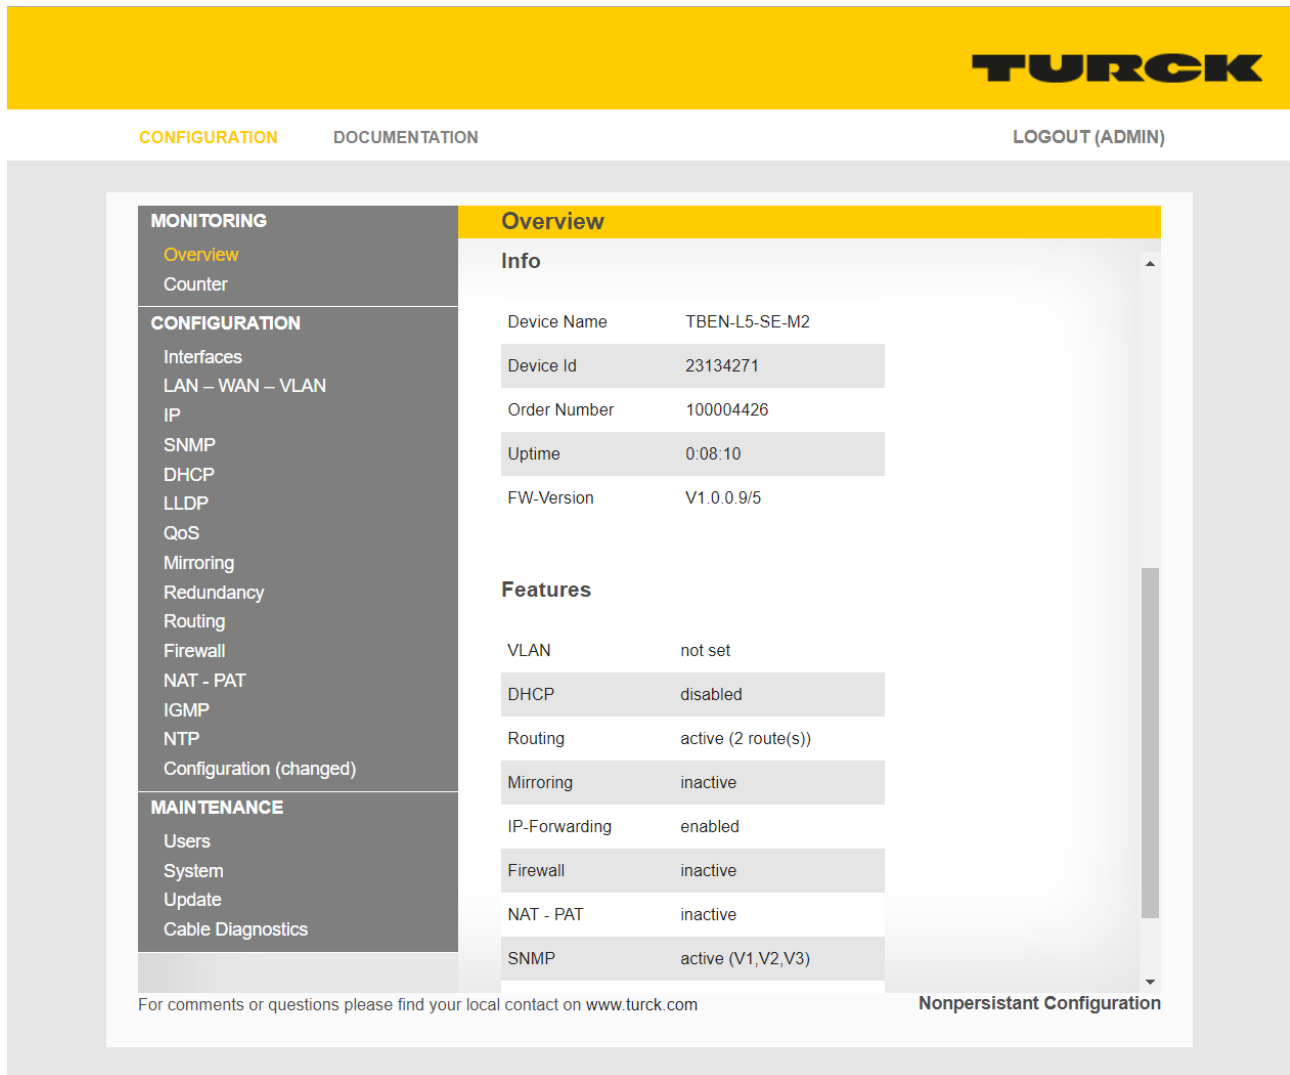 TURCK
CONFIGURATION DOCUMENTATION LOGOUT (ADMIN)
MONITORING
Overview
Counter
CONFIGURATION
Interfaces
LAN – WAN – VLAN
IP
SNMP
DHCP
LLDP
QoS
Mirroring
Redundancy
Routing
Firewall
NAT - PAT
IGMP
NTP
Configuration (changed)
MAINTENANCE
Users
System
Update
Cable Diagnostics
Overview
Info
Device Name TBEN-L5-SE-M2
Device Id 23134271
Order Number 100004426
Uptime 0:08:10
FW-Version V1.0.0.9/5
Features
VLAN not set
DHCP disabled
Routing active (2 route(s))
Mirroring inactive
IP-Forwarding enabled
Firewall inactive
NAT - PAT inactive
SNMP active (V1,V2,V3)
For comments or questions please find your local contact on www.turck.com
Nonpersistant Configuration